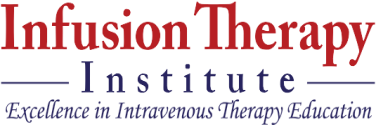 Infusion Therapy
Institute
Excellence in Intravenous Therapy Education